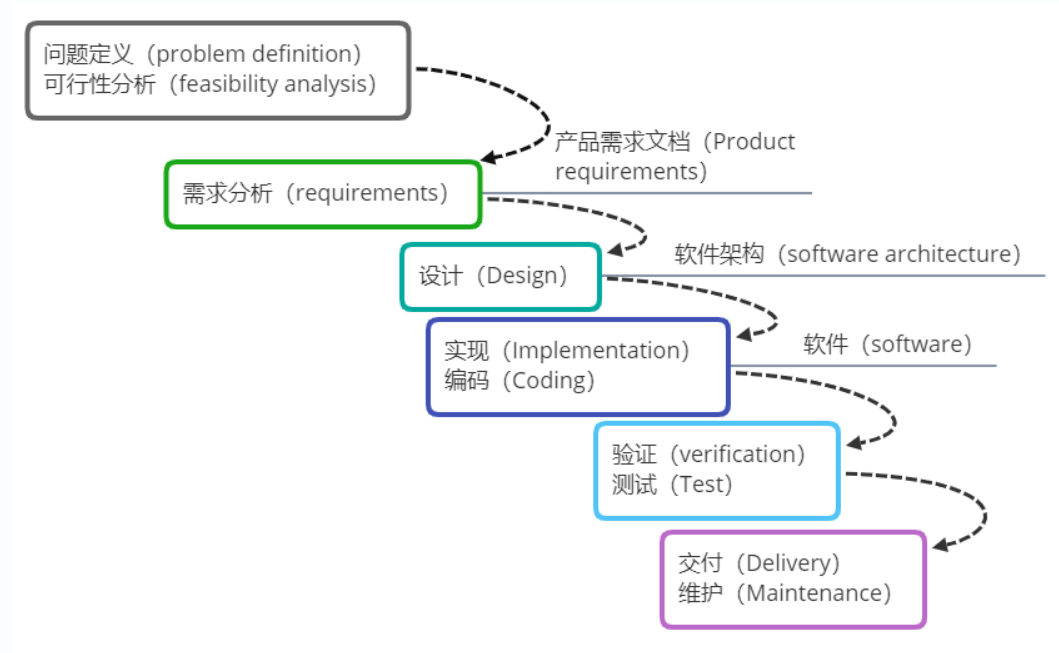 问题定义（problem definition）
可行性分析（feasibility analysis）
产品需求文档（Product
requirements）
需求分析（requirements）
软件架构（software architecture）
设计（Design）
实现（Implementation）
编码（Coding）
软件（software）
验证（verification）
测试（Test）
交付（Delivery）
维护（Maintenance）